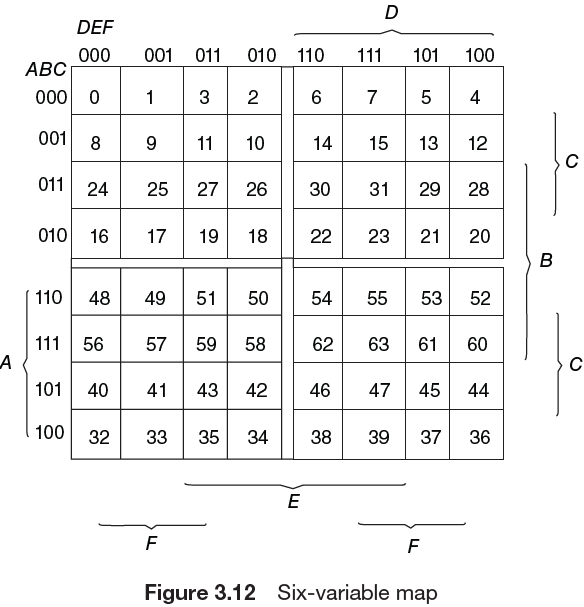 D
DEF
000 001 011 010 110 111 101 100
ABC
000 0 1 3 2 6 7 5 4
001 8 9 11 10 14 15 13 12
C
011 24 25 27 26 30 31 29 28
010 16 17 19 18 22 23 21 20
B
110 48 49 51 50 54 55 53 52
111 56 57 59 58 62 63 61 60
A C
101 40 41 43 42 46 47 45 44
100 32 33 35 34 38 39 37 36
E
F F
Figure 3.12 Six-variable map